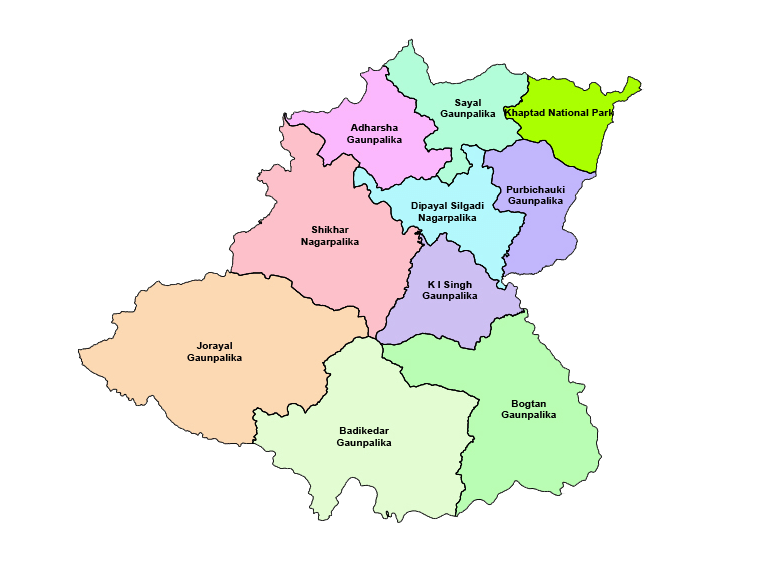 Sayal
Gaunpalika
Khaptad National Park
Adharsha
Gaunpalika
Purbichauki
Gaunpalika
Dipayal Silgadi
Nagarpalika
Shikhar
Nagarpalika
K I Singh
Gaunpalika
Jorayal
Gaunpalika
Bogtan
Gaunpalika
Badikedar
Gaunpalika